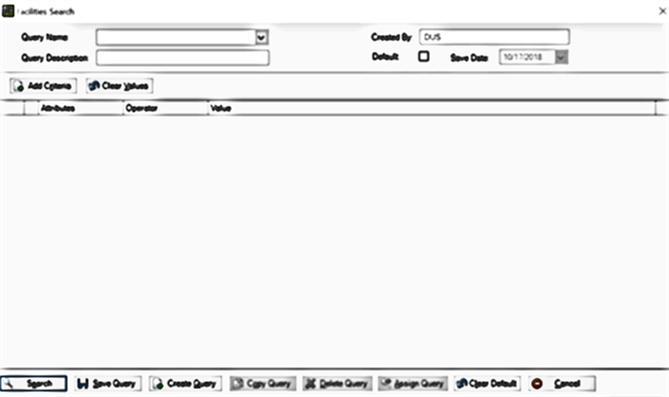 Facilities Search
Query Name Created By DUS
Query Description Default Save Date 10/17/2018
Add Criteria Clear Values
Attributes Operator Value
Search Save Query Create Query Copy Query Delete Query Assign Query Clear Default Cancel